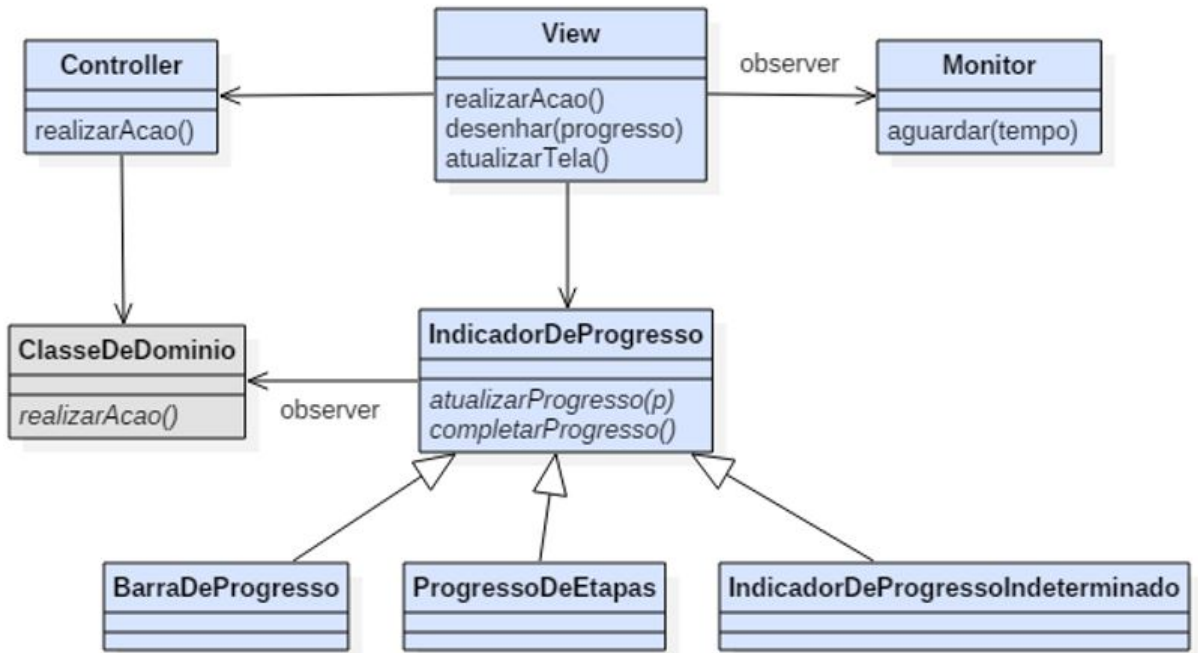 View
Controller
observer
Monitor
realizarAcao()
desenhar(progresso)
atualizarTela()
realizarAcao()
aguardar(tempo)
ClasseDeDominio
realizarAcao()
observer
IndicadorDeProgresso
atualizarProgresso(p)
completarProgresso()
BarraDeProgresso
ProgressoDeEtapas
IndicadorDeProgressoIndeterminado